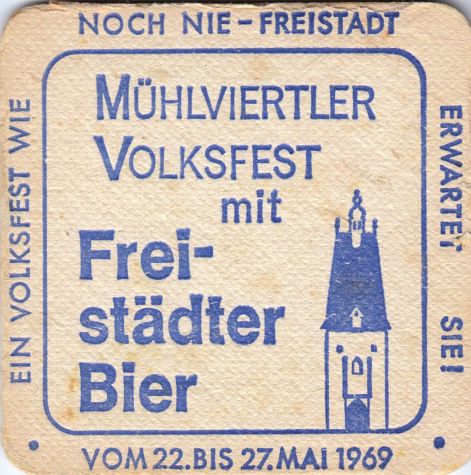 EIN VOLKSFEST WIE
NOCH NIE – FREISTADT
ERWARTET SIE!
MÜHLVIERTLER
VOLKSFEST
mit
Frei-
städter
Bier
• VOM 22. BIS 27. MAI 1969 •